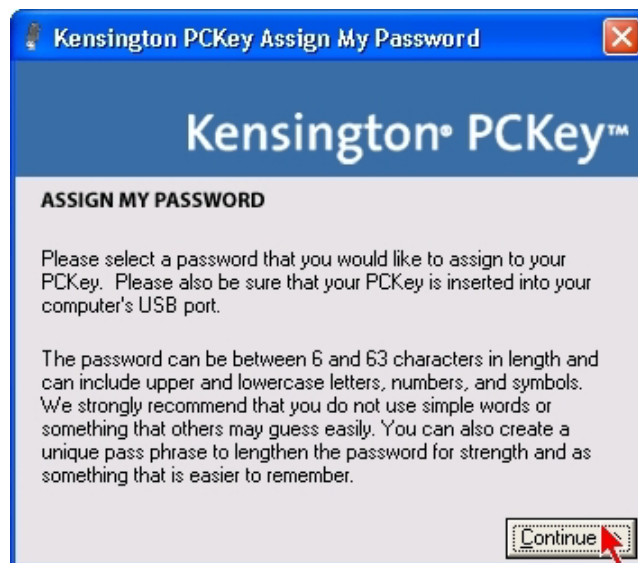 Kensington PCKey Assign My Password
Kensington® PCKey™
ASSIGN MY PASSWORD
Please select a password that you would like to assign to your
PCKey.  Please also be sure that your PCKey is inserted into your
computer's USB port.
The password can be between 6 and 63 characters in length and
can include upper and lowercase letters, numbers, and symbols.
We strongly recommend that you do not use simple words or
something that others may guess easily. You can also create a
unique pass phrase to lengthen the password for strength and as
something that is easier to remember.
Continue